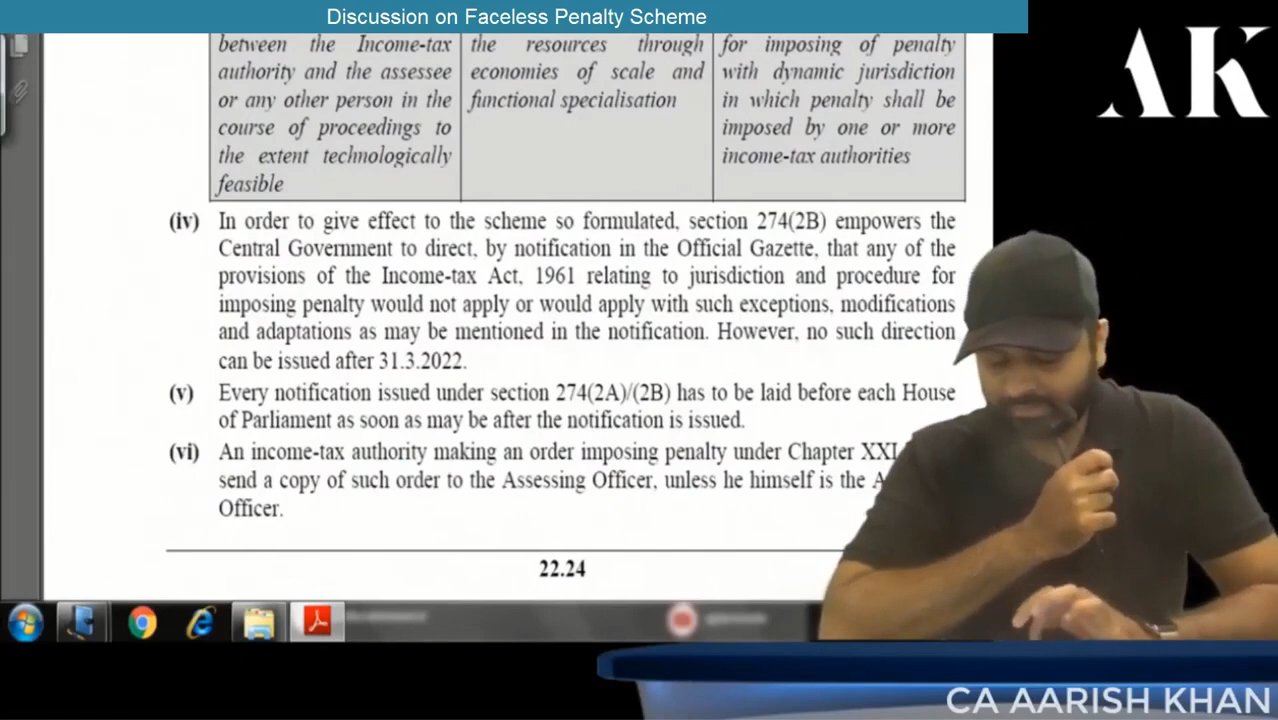 Discussion on Faceless Penalty Scheme
AK
between the Income-tax
authority and the assessee
or any other person in the
course of proceedings to
the extent technologically
feasible
the resources through
economies of scale and
functional specialisation
for imposing of penalty
with dynamic jurisdiction
in which penalty shall be
imposed by one or more
income-tax authorities
(iv) In order to give effect to the scheme so formulated, section 274(2B) empowers the
Central Government to direct, by notification in the Official Gazette, that any of the
provisions of the Income-tax Act, 1961 relating to jurisdiction and procedure for
imposing penalty would not apply or would apply with such exceptions, modifications
and adaptations as may be mentioned in the notification. However, no such direction
can be issued after 31.3.2022.
(v) Every notification issued under section 274(2A)/(2B) has to be laid before each House
of Parliament as soon as may be after the notification is issued.
(vi) An income-tax authority making an order imposing penalty under Chapter XXI
send a copy of such order to the Assessing Officer, unless he himself is the A
Officer.
22.24
CA AARISH KHAN